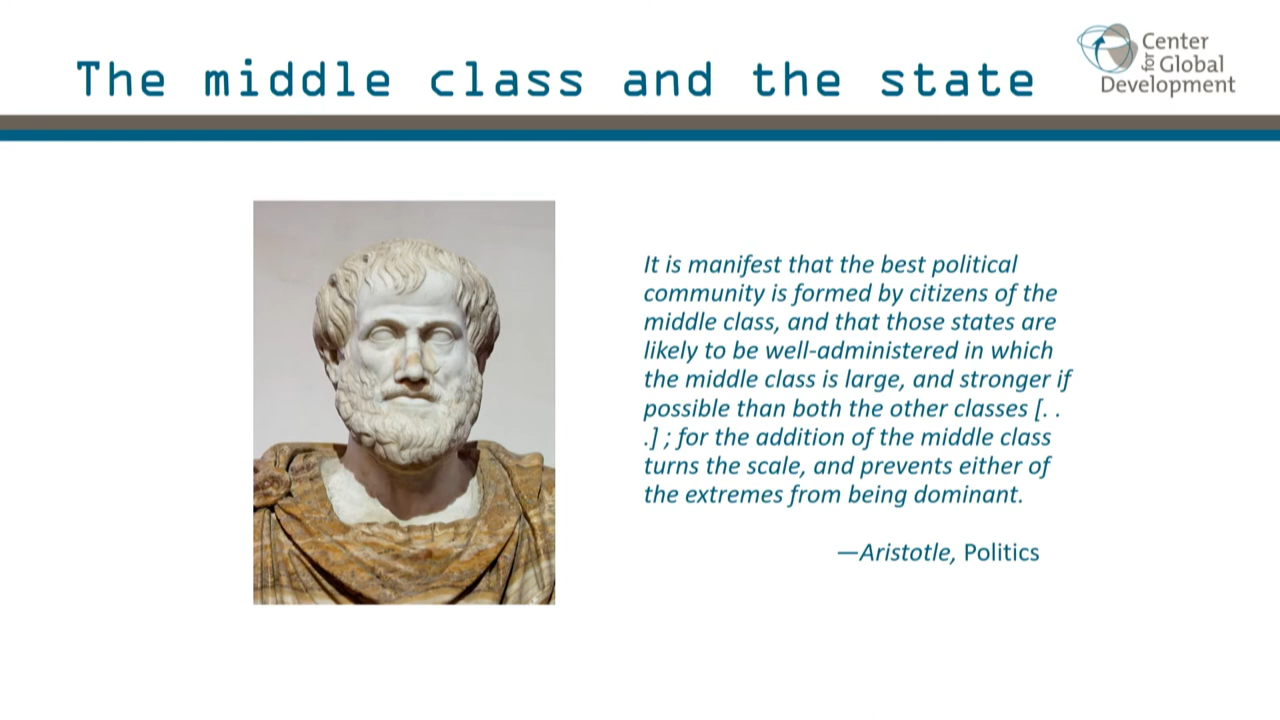 The middle class and the state
Center
for Global
Development
It is manifest that the best political
community is formed by citizens of the
middle class, and that those states are
likely to be well-administered in which
the middle class is large, and stronger if
possible than both the other classes [. .
.] ; for the addition of the middle class
turns the scale, and prevents either of
the extremes from being dominant.
—Aristotle, Politics